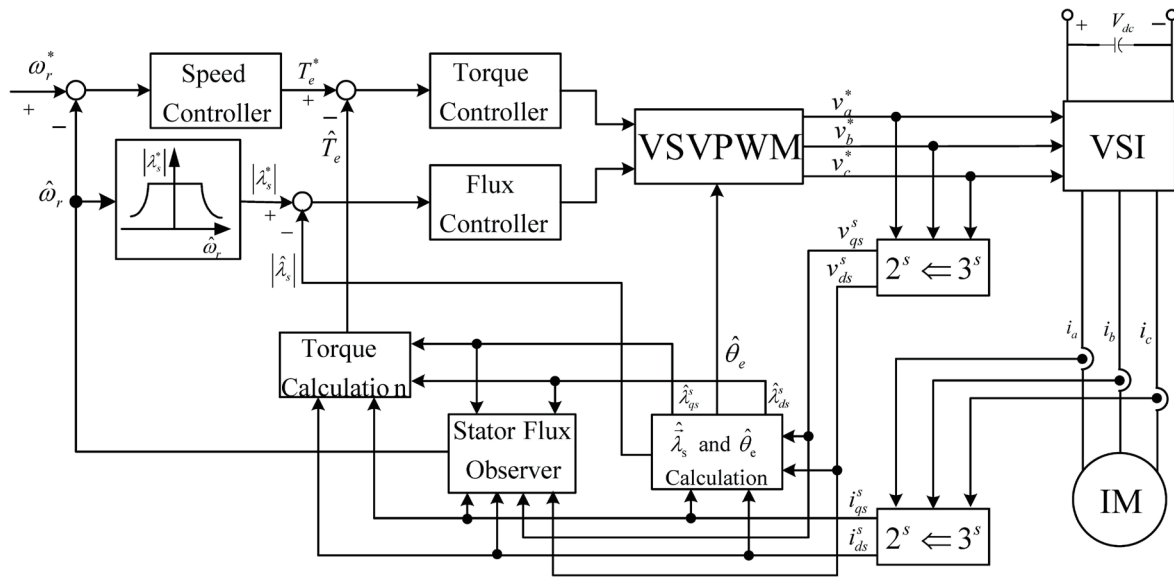 + V_dc −
ω_r^*
+
−
Speed
Controller
T_e^*
+
−
T̂_e
Torque
Controller
VSVPWM
v_a^*
v_b^*
v_c^*
VSI
ω̂_r
|λ_s^*|
ω̂_r
|λ_s^*|
+
−
|λ̂_s|
Flux
Controller
v_qs^s
v_ds^s
2^s ⇐ 3^s
i_a
i_b
i_c
Torque
Calculation
θ̂_e
λ̂_qs^s
λ̂_ds^s
Stator Flux
Observer
λ̂_s and θ̂_e
Calculation
i_qs^s
i_ds^s
2^s ⇐ 3^s
IM